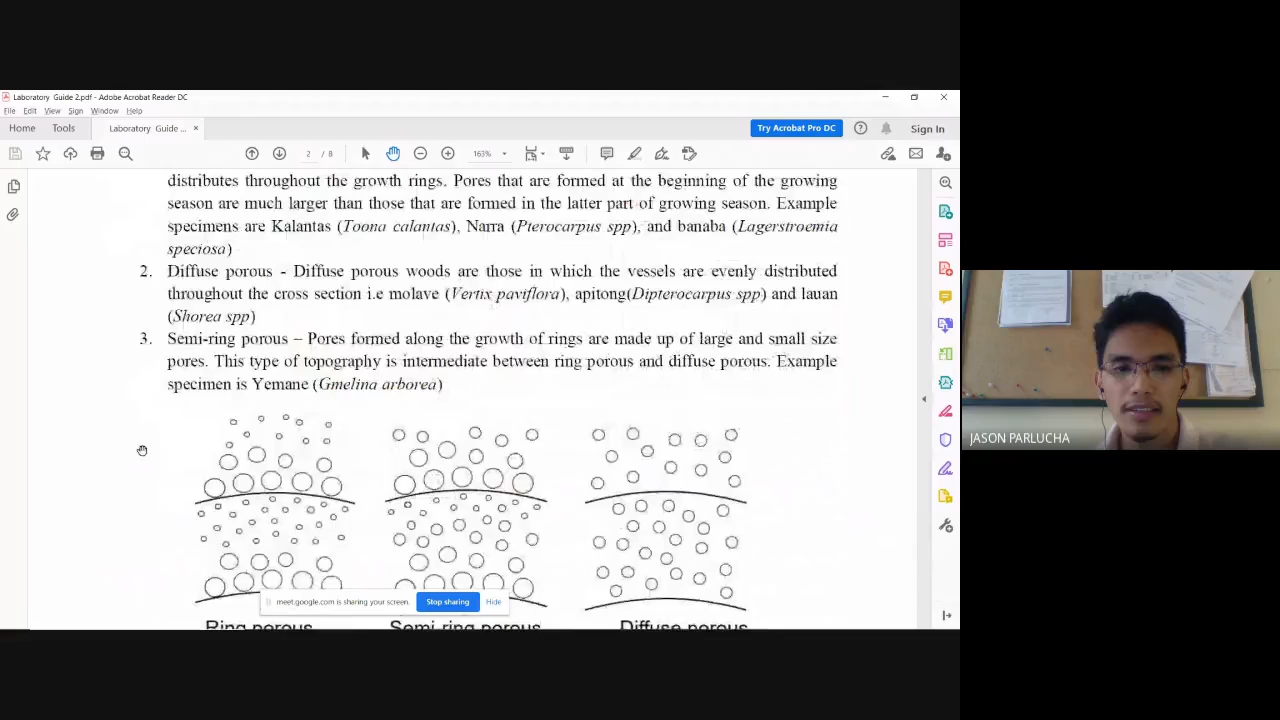 Laboratory Guide 2.pdf - Adobe Acrobat Reader DC
File Edit View Sign Window Help
Home Tools Laboratory Guide ... × Try Acrobat Pro DC Sign In
2 / 8 163%
distributes throughout the growth rings. Pores that are formed at the beginning of the growing
season are much larger than those that are formed in the latter part of growing season. Example
specimens are Kalantas (Toona calantas), Narra (Pterocarpus spp), and banaba (Lagerstroemia
speciosa)
2. Diffuse porous - Diffuse porous woods are those in which the vessels are evenly distributed
throughout the cross section i.e molave (Vertix paviflora), apitong(Dipterocarpus spp) and lauan
(Shorea spp)
3. Semi-ring porous – Pores formed along the growth of rings are made up of large and small size
pores. This type of topography is intermediate between ring porous and diffuse porous. Example
specimen is Yemane (Gmelina arborea)
JASON PARLUCHA
meet.google.com is sharing your screen. Stop sharing Hide
Ring porous Semi-ring porous Diffuse porous